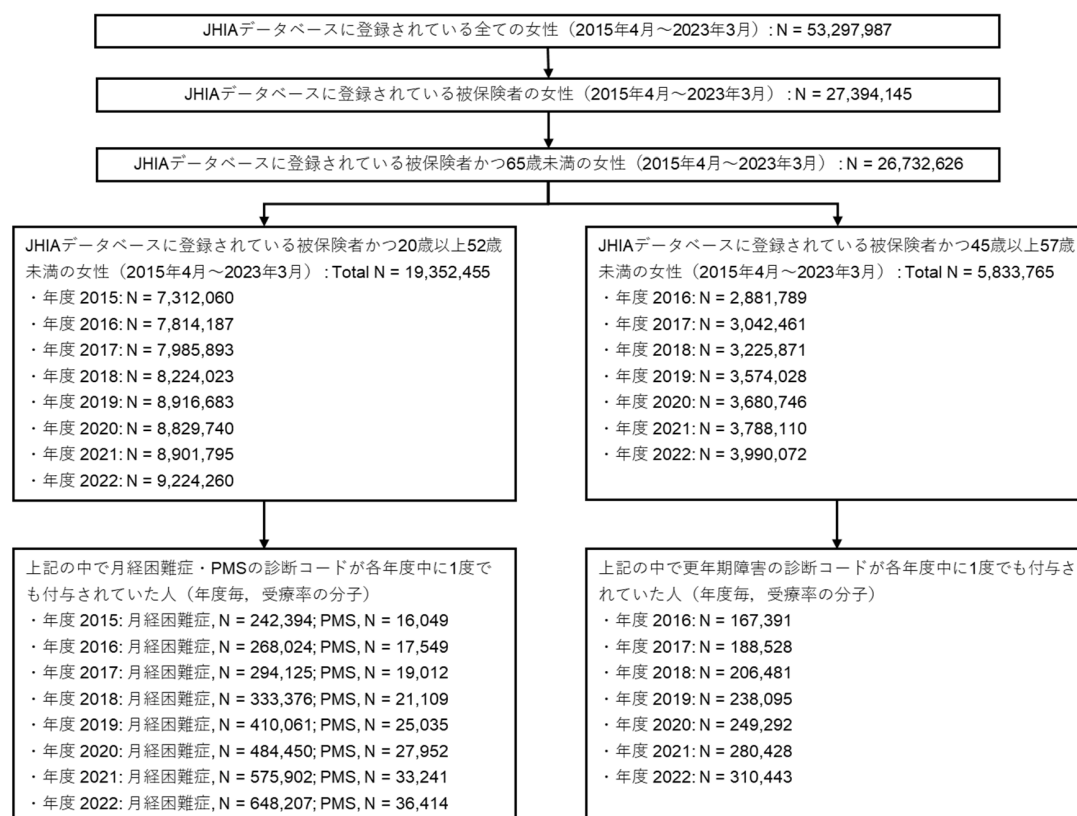 JHIAデータベースに登録されている全ての女性（2015年4月～2023年3月）: N = 53,297,987
JHIAデータベースに登録されている被保険者の女性（2015年4月～2023年3月）: N = 27,394,145
JHIAデータベースに登録されている被保険者かつ65歳未満の女性（2015年4月～2023年3月）: N = 26,732,626
JHIAデータベースに登録されている被保険者かつ20歳以上52歳
未満の女性（2015年4月～2023年3月）: Total N = 19,352,455
・年度 2015: N = 7,312,060
・年度 2016: N = 7,814,187
・年度 2017: N = 7,985,893
・年度 2018: N = 8,224,023
・年度 2019: N = 8,916,683
・年度 2020: N = 8,829,740
・年度 2021: N = 8,901,795
・年度 2022: N = 9,224,260
JHIAデータベースに登録されている被保険者かつ45歳以上57歳
未満の女性（2015年4月～2023年3月）: Total N = 5,833,765
・年度 2016: N = 2,881,789
・年度 2017: N = 3,042,461
・年度 2018: N = 3,225,871
・年度 2019: N = 3,574,028
・年度 2020: N = 3,680,746
・年度 2021: N = 3,788,110
・年度 2022: N = 3,990,072
上記の中で月経困難症・PMSの診断コードが各年度中に1度で
も付与されていた人（年度毎，受療率の分子）
・年度 2015: 月経困難症, N = 242,394; PMS, N = 16,049
・年度 2016: 月経困難症, N = 268,024; PMS, N = 17,549
・年度 2017: 月経困難症, N = 294,125; PMS, N = 19,012
・年度 2018: 月経困難症, N = 333,376; PMS, N = 21,109
・年度 2019: 月経困難症, N = 410,061; PMS, N = 25,035
・年度 2020: 月経困難症, N = 484,450; PMS, N = 27,952
・年度 2021: 月経困難症, N = 575,902; PMS, N = 33,241
・年度 2022: 月経困難症, N = 648,207; PMS, N = 36,414
上記の中で更年期障害の診断コードが各年度中に1度でも付与さ
れていた人（年度毎，受療率の分子）
・年度 2016: N = 167,391
・年度 2017: N = 188,528
・年度 2018: N = 206,481
・年度 2019: N = 238,095
・年度 2020: N = 249,292
・年度 2021: N = 280,428
・年度 2022: N = 310,443